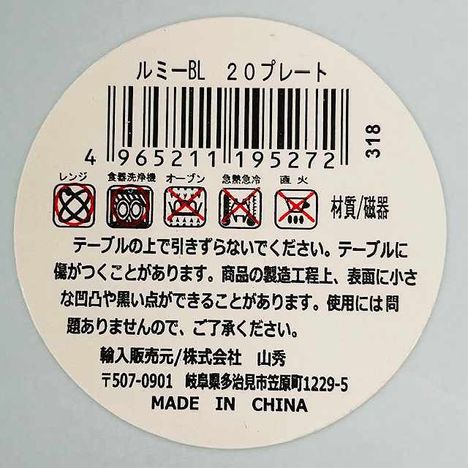 ルミーBL 20プレート
4 965211 195272
318
レンジ 食器洗浄機 オーブン 急熱急冷 直火
材質/磁器
テーブルの上で引きずらないでください。テーブルに
傷がつくことがあります。商品の製造工程上、表面に小さ
な凹凸や黒い点ができることがあります。使用には問
題ありませんので、ご了承ください。
輸入販売元/株式会社 山秀
〒507-0901 岐阜県多治見市笠原町1229-5
MADE IN CHINA